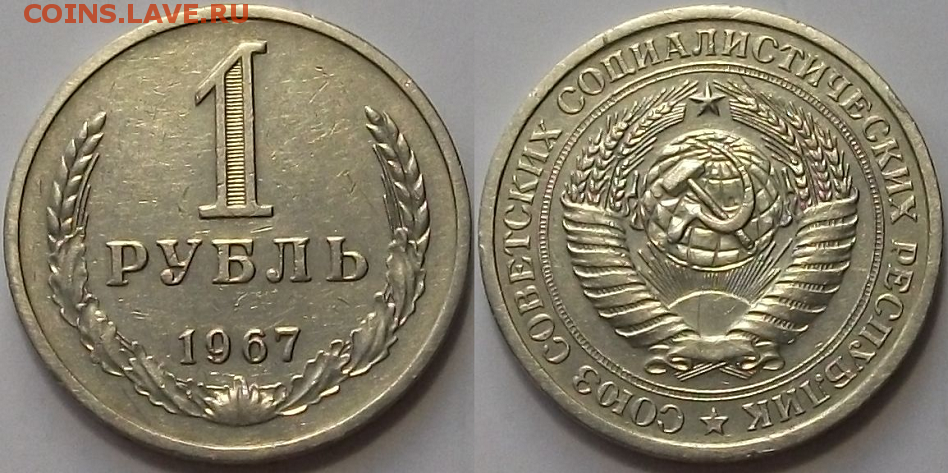 COINS.LAVE.RU
1
РУБЛЬ
1967
СОЮЗ СОВЕТСКИХ СОЦИАЛИСТИЧЕСКИХ РЕСПУБЛИК